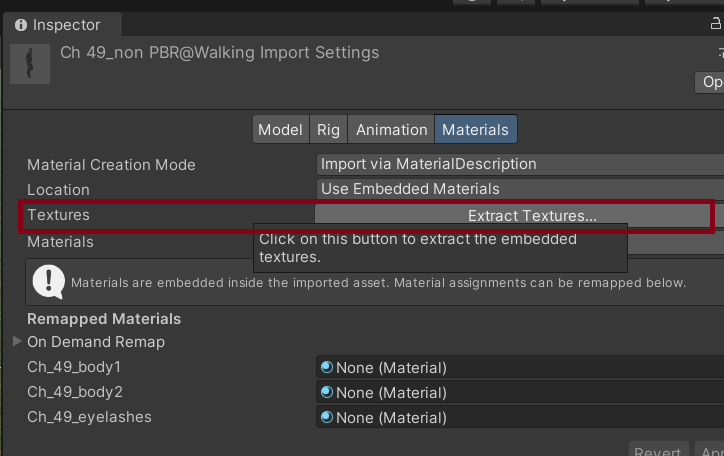 Inspector
Ch 49_non PBR@Walking Import Settings
Op
Model Rig Animation Materials
Material Creation Mode Import via MaterialDescription
Location Use Embedded Materials
Textures Extract Textures...
Materials
Click on this button to extract the embedded
textures.
Materials are embedded inside the imported asset. Material assignments can be remapped below.
Remapped Materials
On Demand Remap
Ch_49_body1 None (Material)
Ch_49_body2 None (Material)
Ch_49_eyelashes None (Material)
Revert App